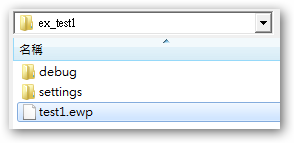 ex_test1
名稱
debug
settings
test1.ewp